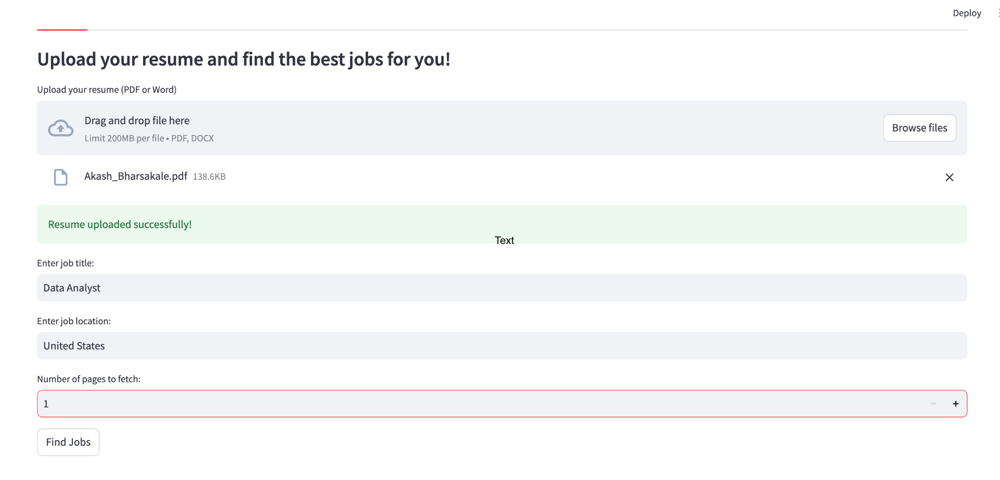 Deploy
Upload your resume and find the best jobs for you!
Upload your resume (PDF or Word)
Drag and drop file here
Limit 200MB per file • PDF, DOCX
Browse files
Akash_Bharsakale.pdf 138.6KB
Resume uploaded successfully!
Text
Enter job title:
Data Analyst
Enter job location:
United States
Number of pages to fetch:
1
Find Jobs